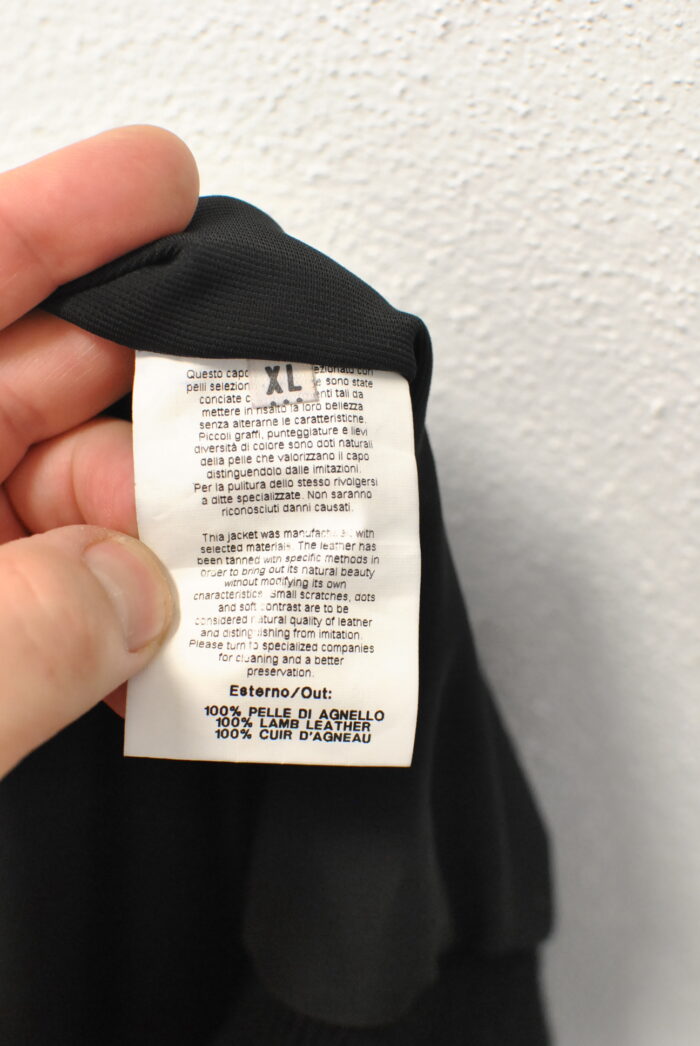 XL
Questo capo
pelli selezion e sono state
conciate c enti tali da
mettere in risalto la loro bellezza
senza alterarne le caratteristiche.
Piccoli graffi, punteggiature e lievi
diversità di colore sono doti naturali
della pelle che valorizzano il capo
distinguendolo dalle imitazioni.
Per la pulitura dello stesso rivolgersi
a ditte specializzate. Non saranno
riconosciuti danni causati.
Thia jacket was manufact with
selected materials. The leather has
been tanned with specific methods in
order to bring out its natural beauty
without modifying its own
characteristics. Small scratches, dots
and soft contrast are to be
considered natural quality of leather
and distinguishing from imitation.
Please turn to specialized companies
for cleaning and a better
preservation.
Esterno/Out:
100% PELLE DI AGNELLO
100% LAMB LEATHER
100% CUIR D'AGNEAU